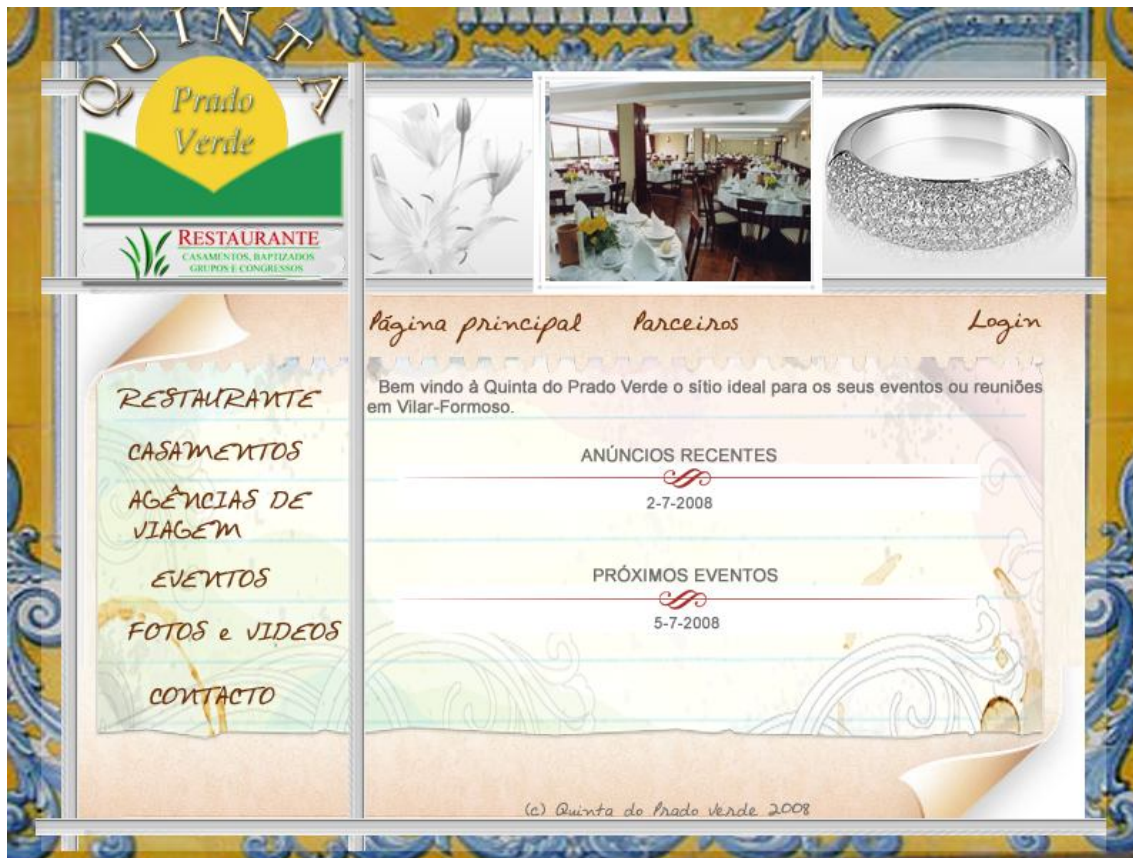 QUINTA
Prado
Verde
RESTAURANTE
CASAMENTOS, BAPTIZADOS
GRUPOS E CONGRESSOS
Página principal Parceiros Login
RESTAURANTE
CASAMENTOS
AGÊNCIAS DE
VIAGEM
EVENTOS
FOTOS e VIDEOS
CONTACTO
Bem vindo à Quinta do Prado Verde o sítio ideal para os seus eventos ou reuniões
em Vilar-Formoso.
ANÚNCIOS RECENTES
2-7-2008
PRÓXIMOS EVENTOS
5-7-2008
(c) Quinta do Prado Verde 2008